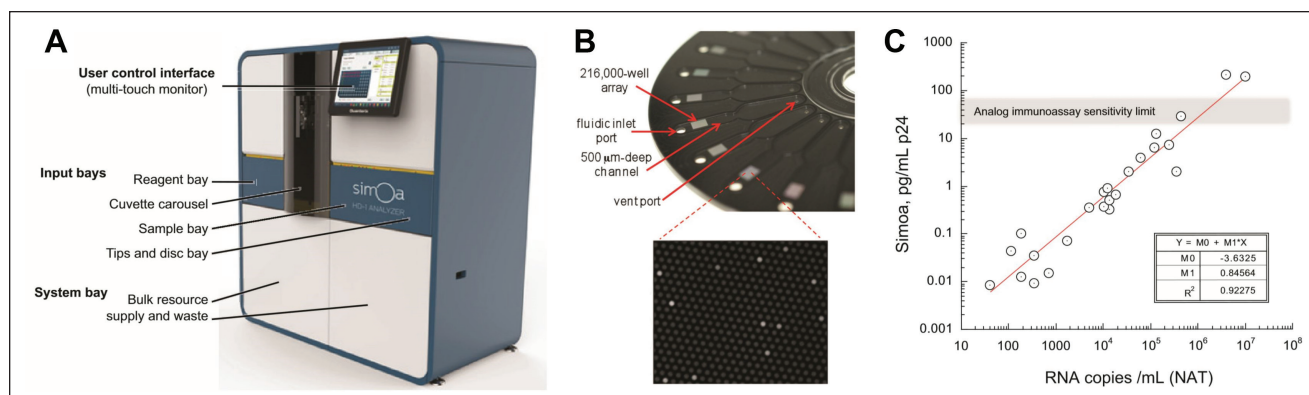 A
User control interface
(multi-touch monitor)
Input bays
Reagent bay
Cuvette carousel
Sample bay
Tips and disc bay
System bay
Bulk resource
supply and waste
simOa
HD-1 ANALYZER
B
216,000-well
array
fluidic inlet
port
500 µm-deep
channel
vent port
C
Simoa, pg/mL p24
1000
100
10
1
0.1
0.01
0.001
Analog immunoassay sensitivity limit
Y = M0 + M1*X
M0 -3.6325
M1 0.84564
R² 0.92275
10 100 1000 10⁴ 10⁵ 10⁶ 10⁷ 10⁸
RNA copies /mL (NAT)